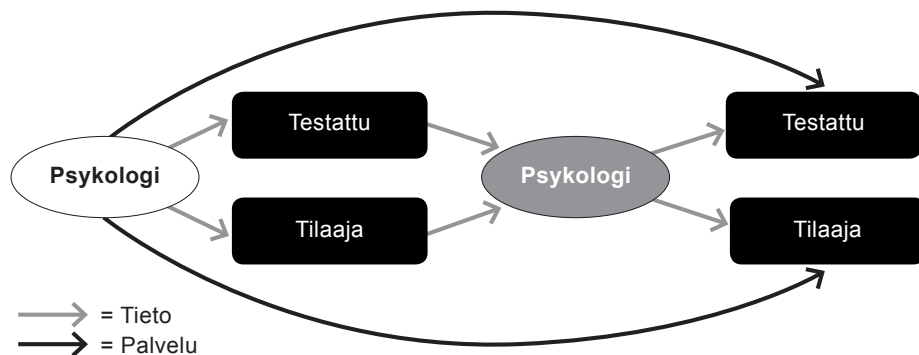 Testattu
Testattu
Psykologi
Psykologi
Tilaaja
Tilaaja
= Tieto
= Palvelu